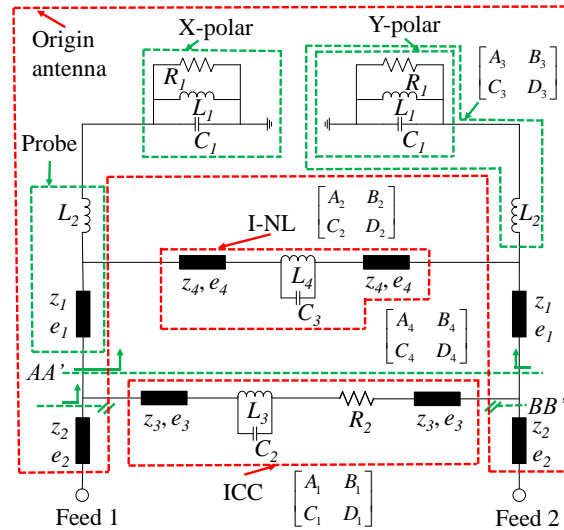 Origin antenna
X-polar
Y-polar
R1
L1
C1
R1
L1
C1
[A3 B3
C3 D3]
Probe
L2
L2
I-NL
[A2 B2
C2 D2]
z4, e4
L4
C3
z4, e4
z1
e1
z1
e1
[A4 B4
C4 D4]
AA'
BB'
z3, e3
L3
C2
R2
z3, e3
z2
e2
z2
e2
ICC
[A1 B1
C1 D1]
Feed 1
Feed 2